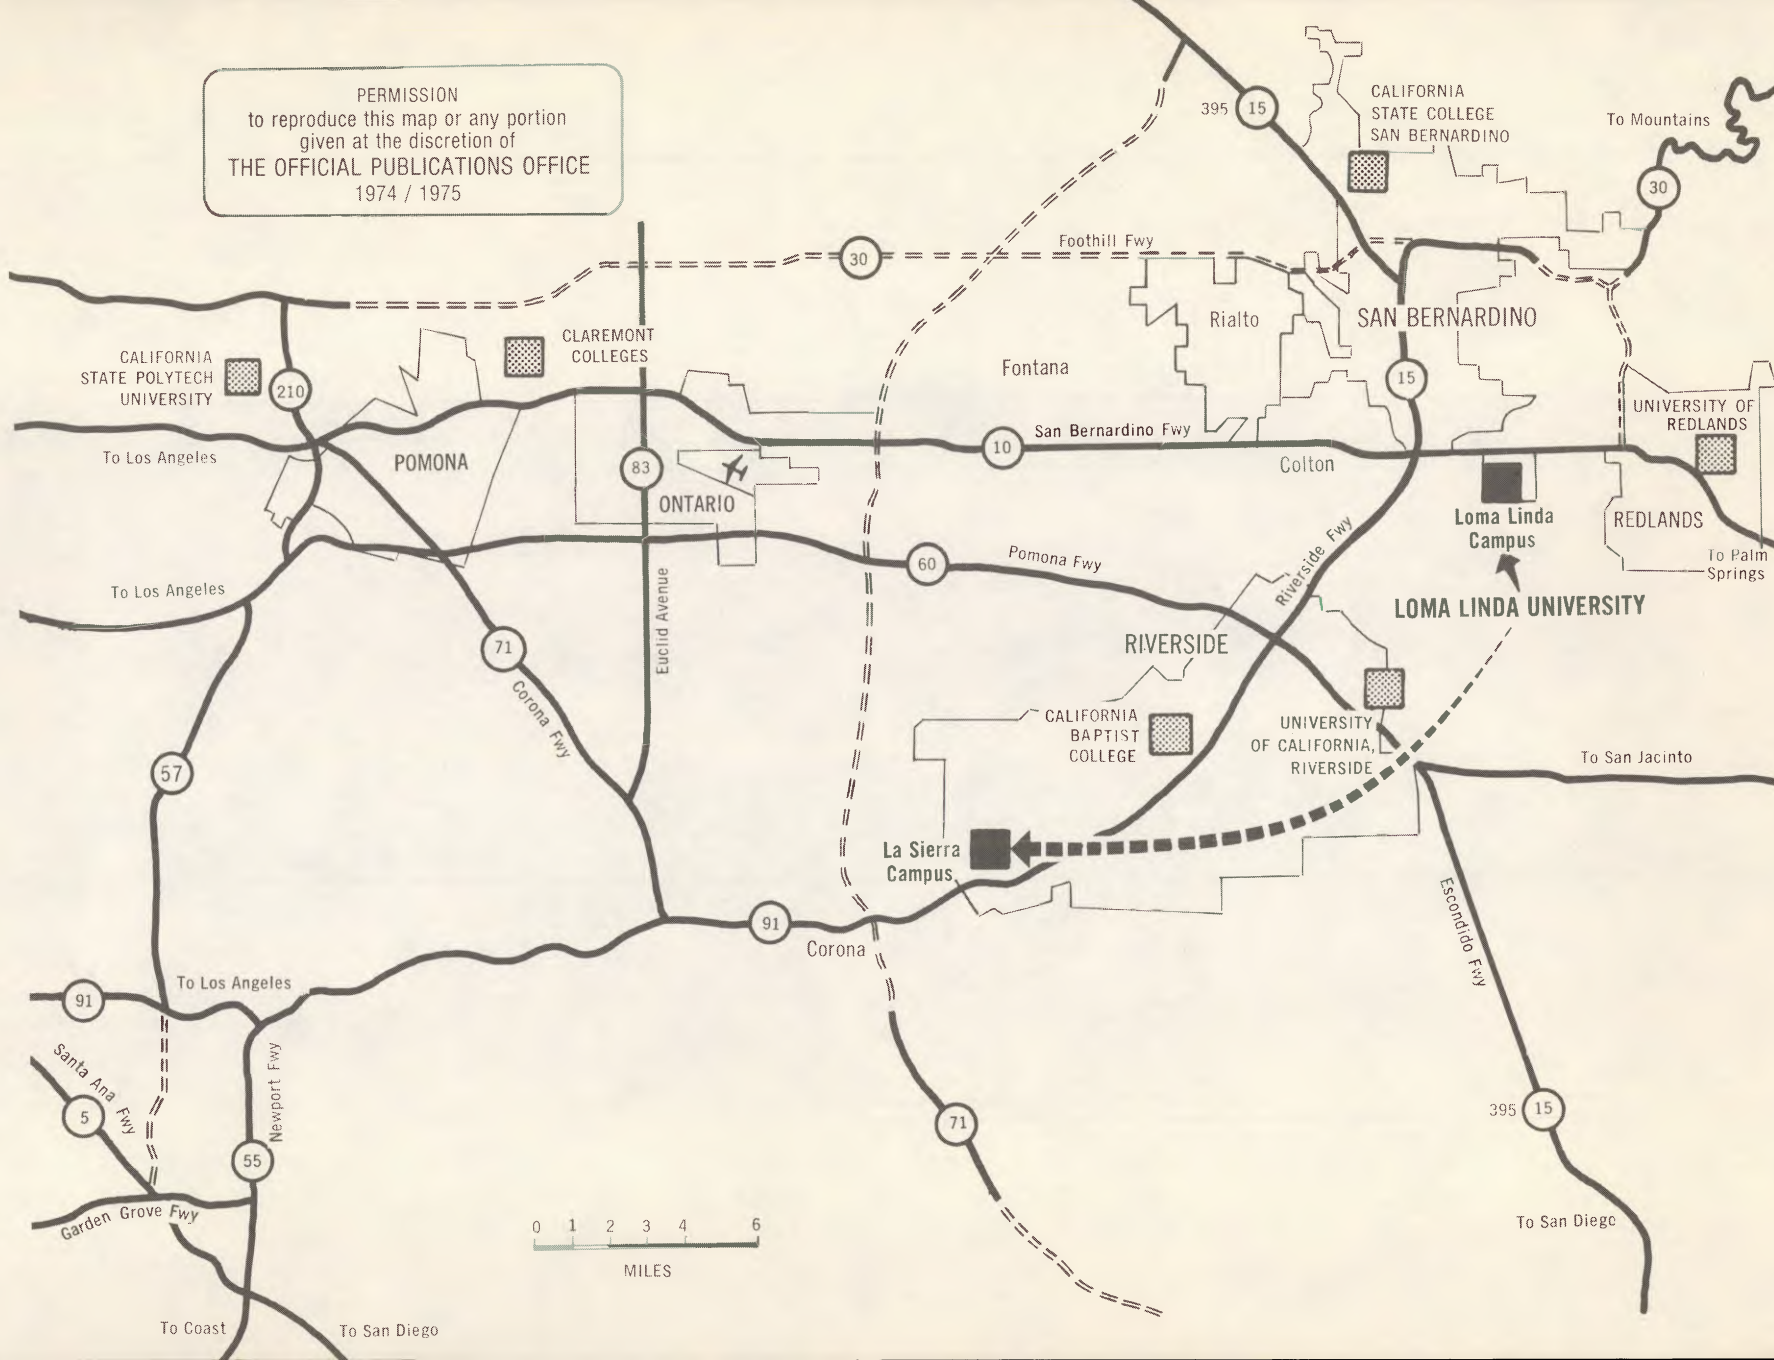 PERMISSION
to reproduce this map or any portion
given at the discretion of
THE OFFICIAL PUBLICATIONS OFFICE
1974 / 1975
395
15
CALIFORNIA
STATE COLLEGE
SAN BERNARDINO
To Mountains
30
30
Foothill Fwy
Rialto
SAN BERNARDINO
CLAREMONT
COLLEGES
CALIFORNIA
STATE POLYTECH
UNIVERSITY
210
Fontana
15
UNIVERSITY OF
REDLANDS
To Los Angeles
POMONA
83
ONTARIO
10
San Bernardino Fwy
Colton
Loma Linda
Campus
REDLANDS
To Palm
Springs
To Los Angeles
60
Pomona Fwy
Riverside Fwy
LOMA LINDA UNIVERSITY
Euclid Avenue
71
Corona Fwy
RIVERSIDE
CALIFORNIA
BAPTIST
COLLEGE
UNIVERSITY
OF CALIFORNIA,
RIVERSIDE
To San Jacinto
57
La Sierra
Campus
91
Corona
Escondido Fwy
To Los Angeles
91
Santa Ana Fwy
5
Newport Fwy
55
Garden Grove Fwy
71
395
15
To San Diego
0 1 2 3 4 6
MILES
To Coast
To San Diego